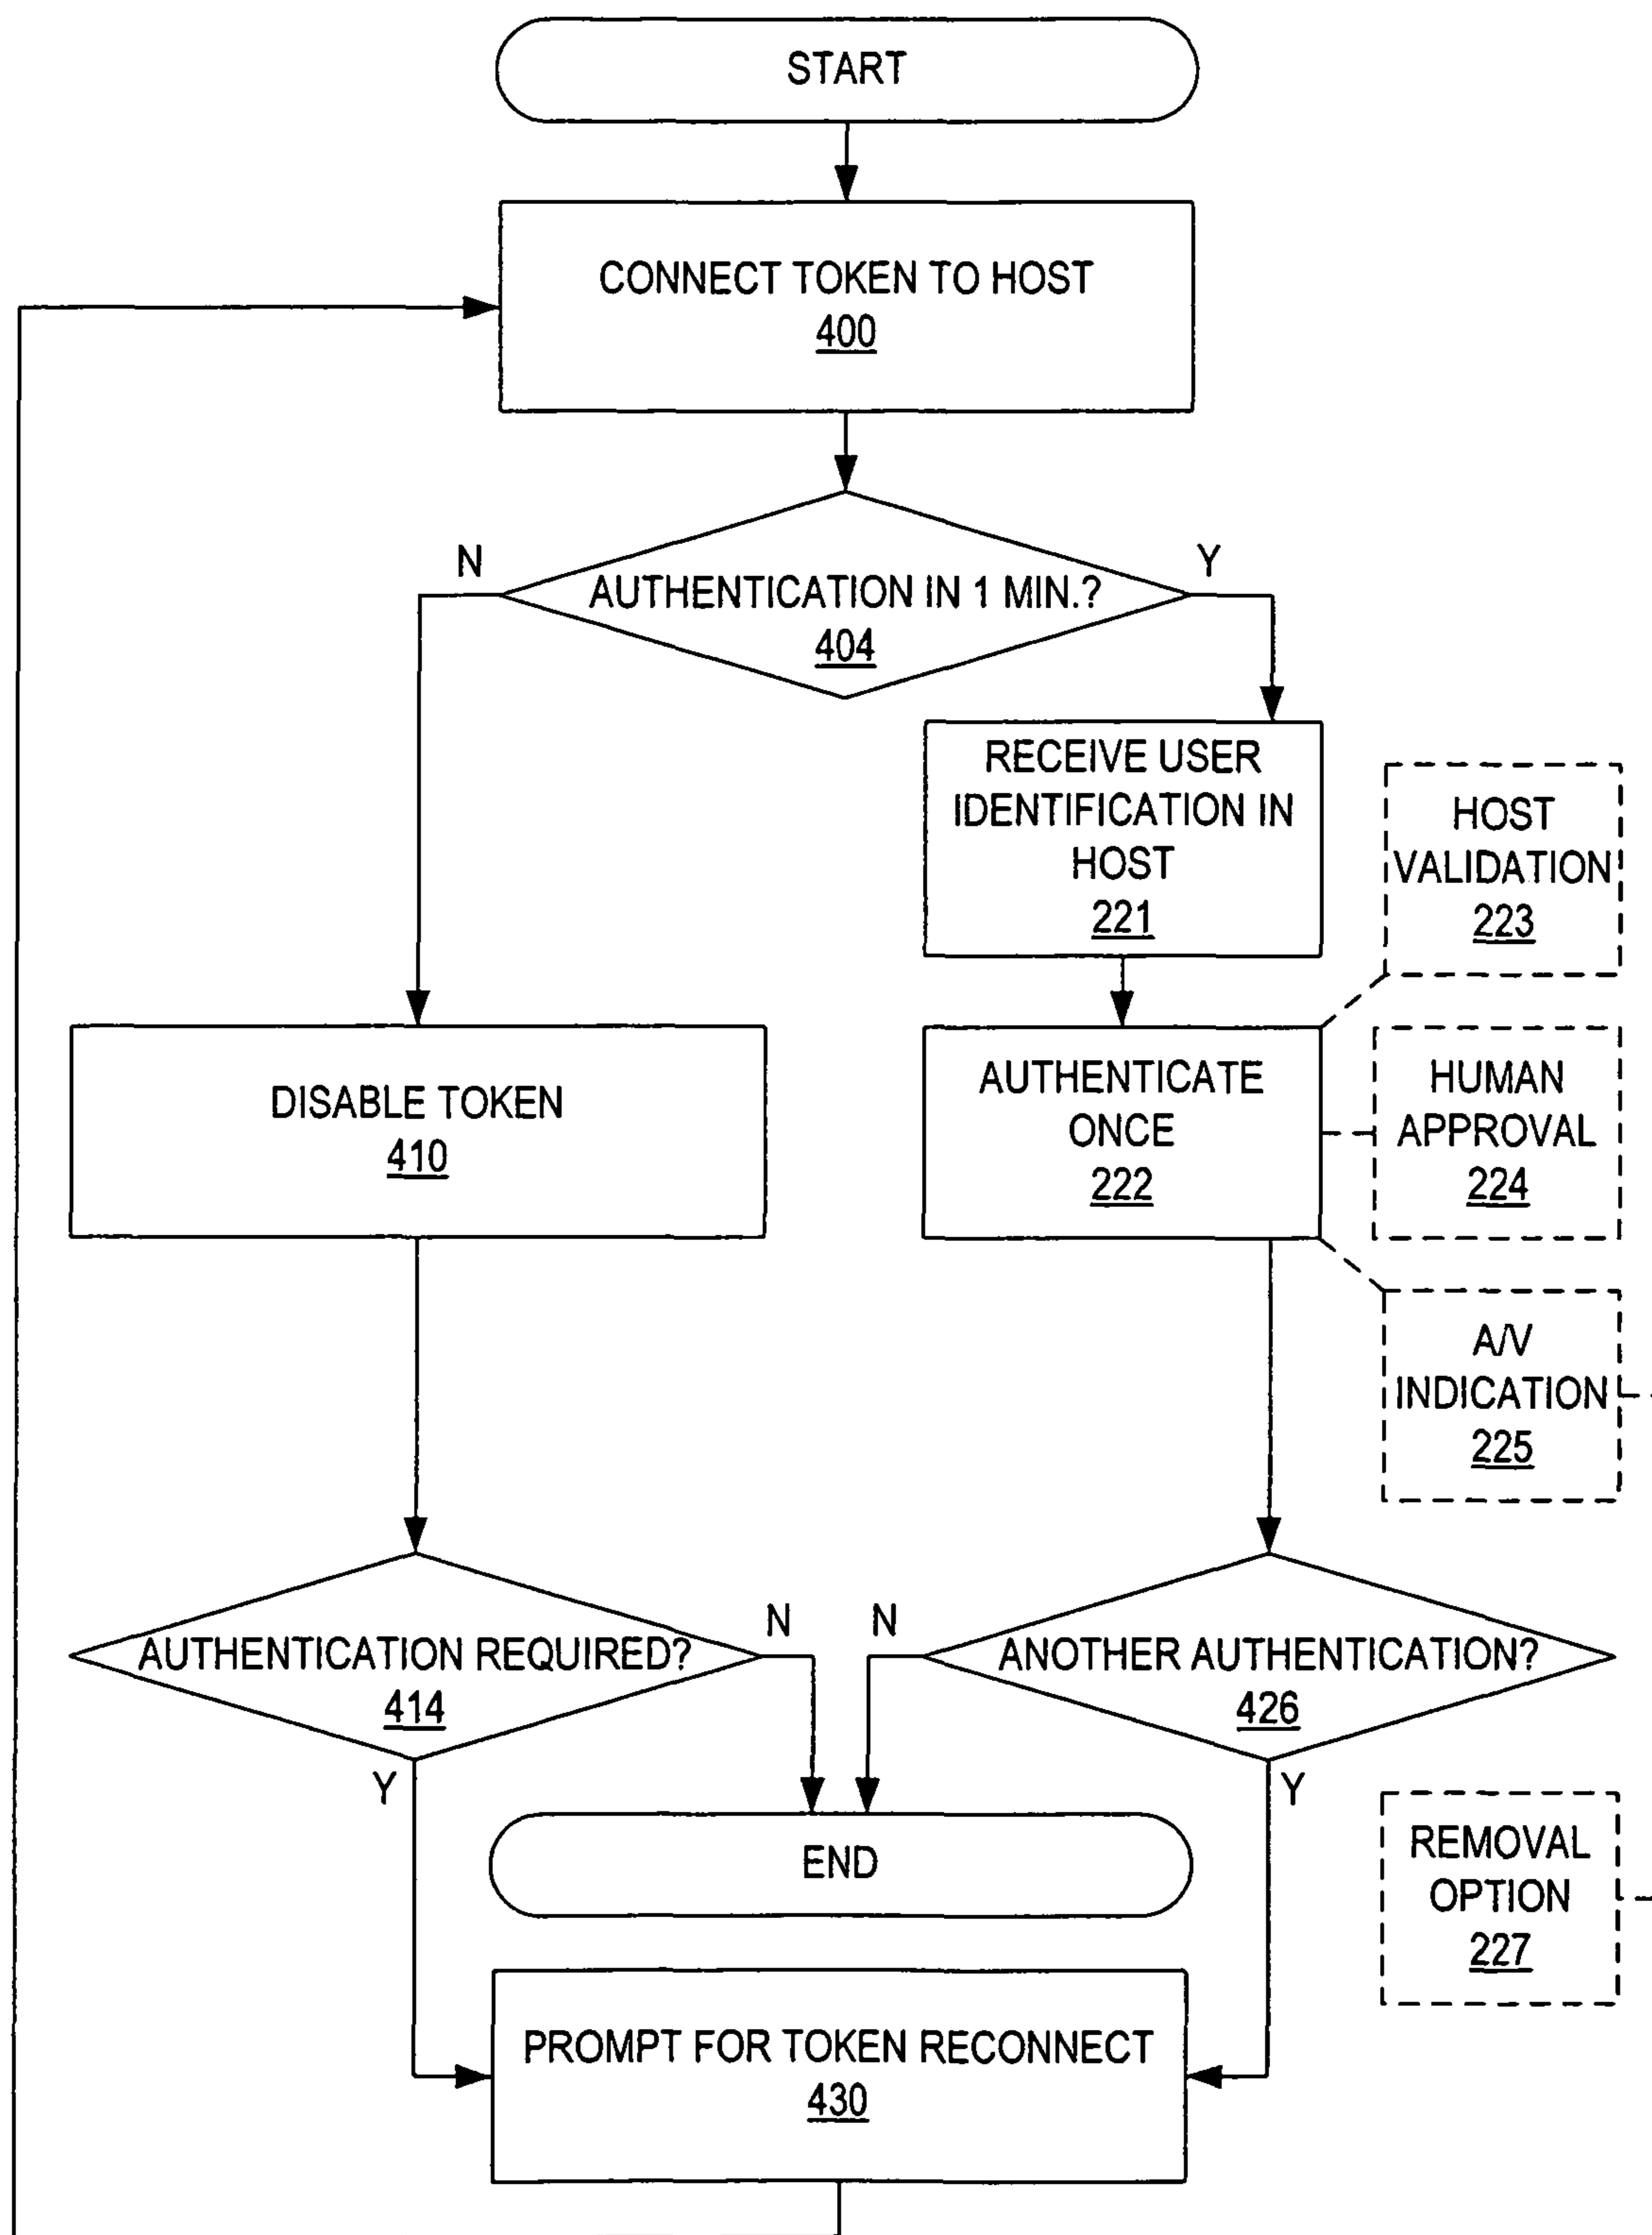 START
CONNECT TOKEN TO HOST
400
N
Y
AUTHENTICATION IN 1 MIN.?
404
RECEIVE USER
IDENTIFICATION IN
HOST
221
HOST
VALIDATION
223
DISABLE TOKEN
410
AUTHENTICATE
ONCE
222
HUMAN
APPROVAL
224
A/V
INDICATION
225
N
N
AUTHENTICATION REQUIRED?
414
ANOTHER AUTHENTICATION?
426
Y
Y
END
REMOVAL
OPTION
227
PROMPT FOR TOKEN RECONNECT
430